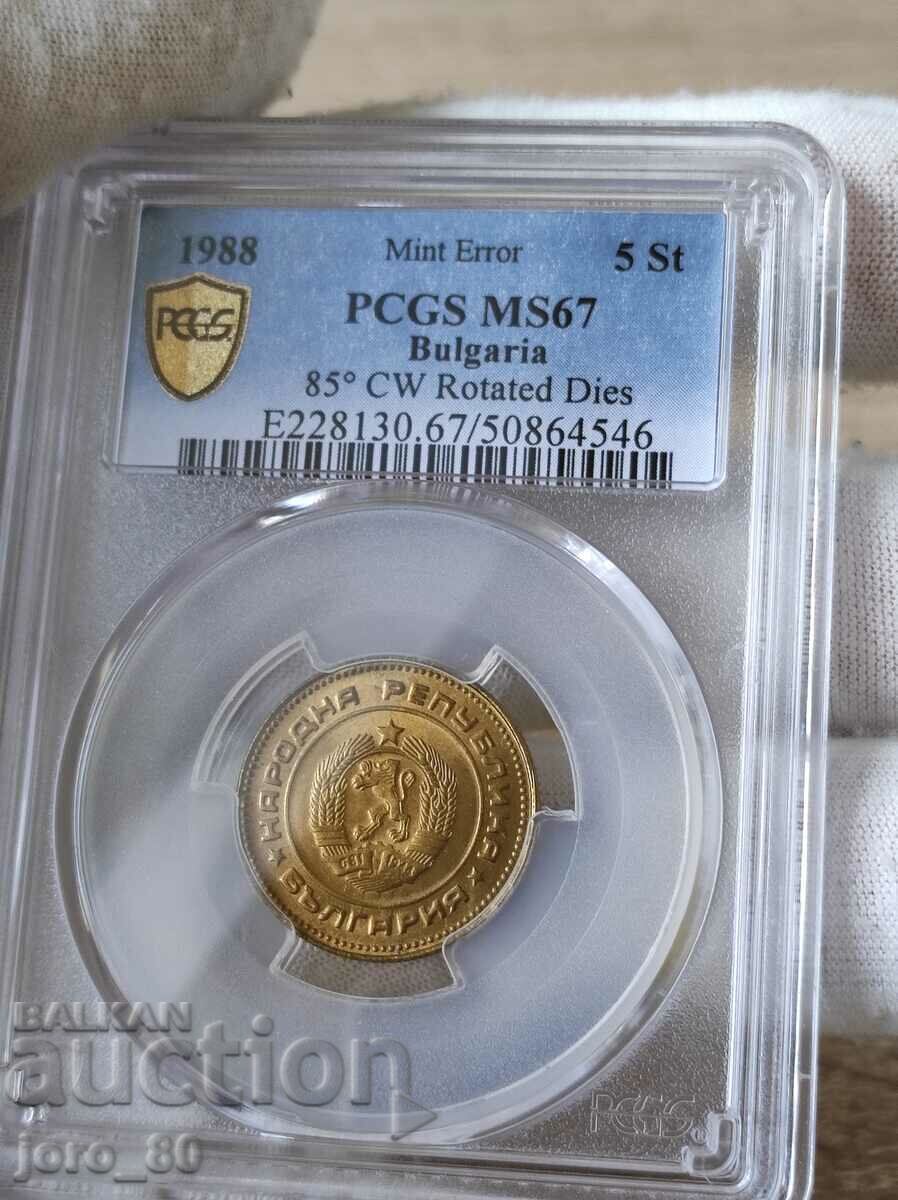 1988 Mint Error 5 St
PCGS MS67
Bulgaria
85° CW Rotated Dies
E228130.67/50864546
PCGS
НАРОДНА РЕПУБЛИКА
БЪЛГАРИЯ
681
PCGS
BALKAN
auction
joro_80